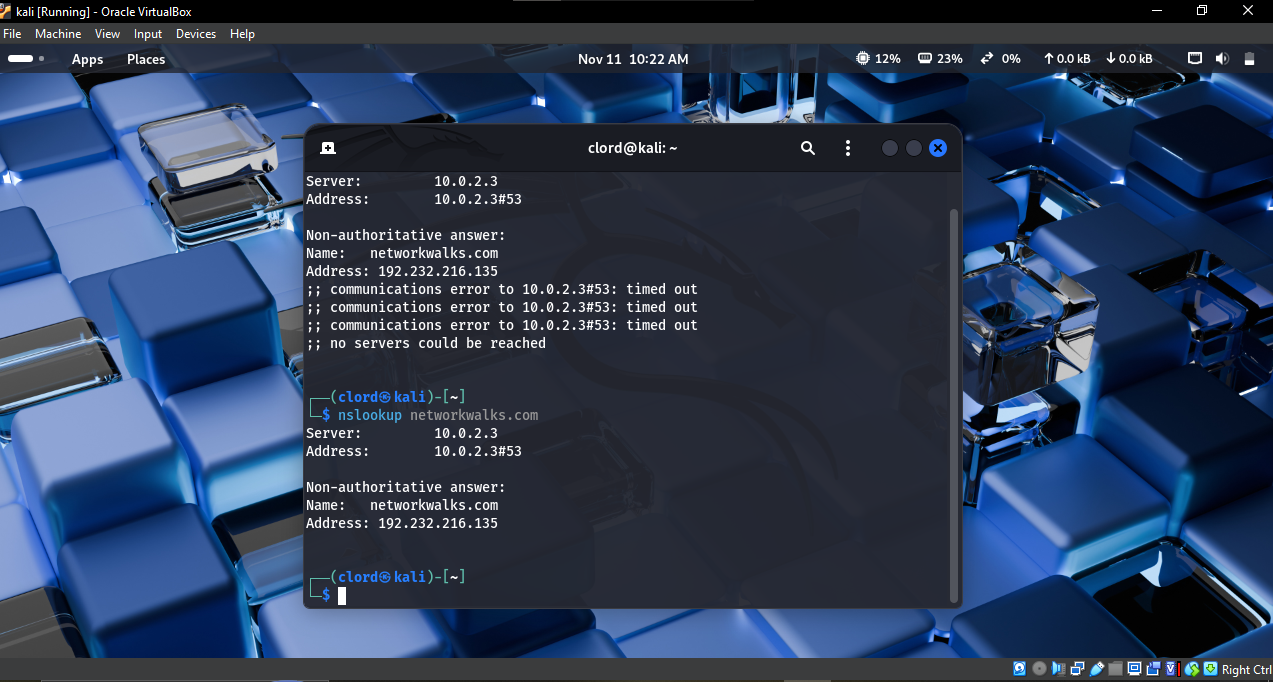 kali [Running] - Oracle VirtualBox
File Machine View Input Devices Help
Apps Places Nov 11 10:22 AM 12% 23% 0% 0.0 kB 0.0 kB
clord@kali: ~
Server: 10.0.2.3
Address: 10.0.2.3#53
Non-authoritative answer:
Name: networkwalks.com
Address: 192.232.216.135
;; communications error to 10.0.2.3#53: timed out
;; communications error to 10.0.2.3#53: timed out
;; communications error to 10.0.2.3#53: timed out
;; no servers could be reached
┌──(clord㉿kali)-[~]
└─$ nslookup networkwalks.com
Server: 10.0.2.3
Address: 10.0.2.3#53
Non-authoritative answer:
Name: networkwalks.com
Address: 192.232.216.135
┌──(clord㉿kali)-[~]
└─$
Right Ctrl